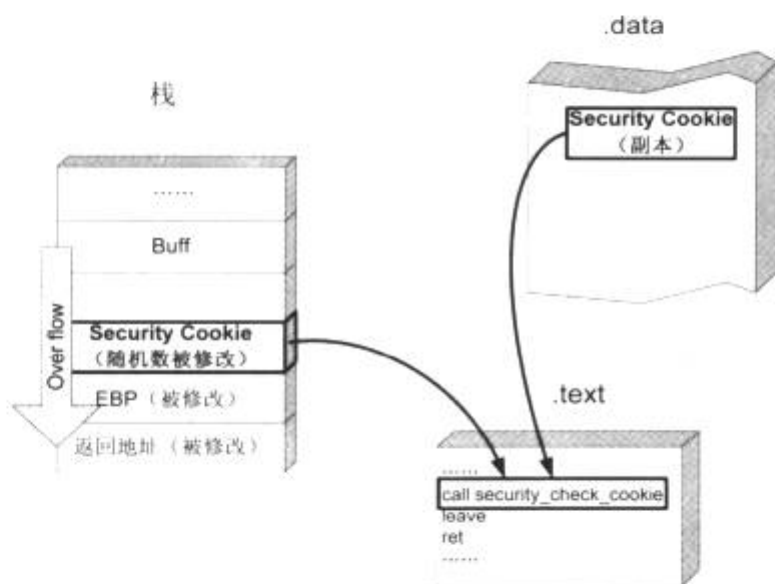 .data
栈
Security Cookie
（副本）
……
Buff
Over flow
Security Cookie
（随机数被修改）
EBP（被修改）
返回地址（被修改）
.text
……
call security_check_cookie
leave
ret
……